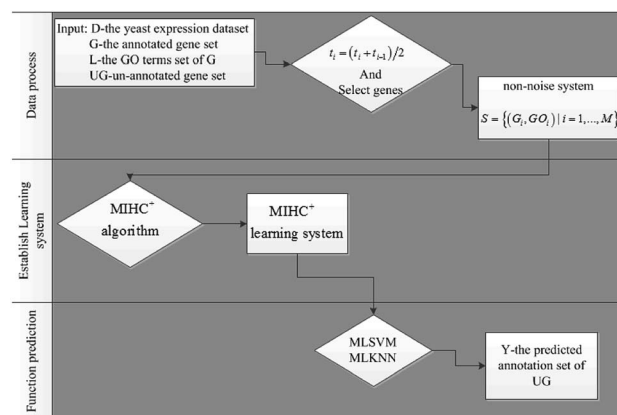 Data process
Input: D-the yeast expression dataset
G-the annotated gene set
L-the GO terms set of G
UG-un-annotated gene set
t_i = (t_i + t_{i-1})/2
And
Select genes
non-noise system
S = {(G_i, GO_i) | i = 1,..., M}
Establish Learning
system
MIHC⁺
algorithm
MIHC⁺
learning system
Function prediction
MLSVM
MLKNN
Y-the predicted
annotation set of
UG